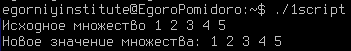 egorniyinstitute@EgoroPomidoro:~$ ./1script
Исходное множество 1 2 3 4 5
Новое значение множества: 1 2 3 4 5